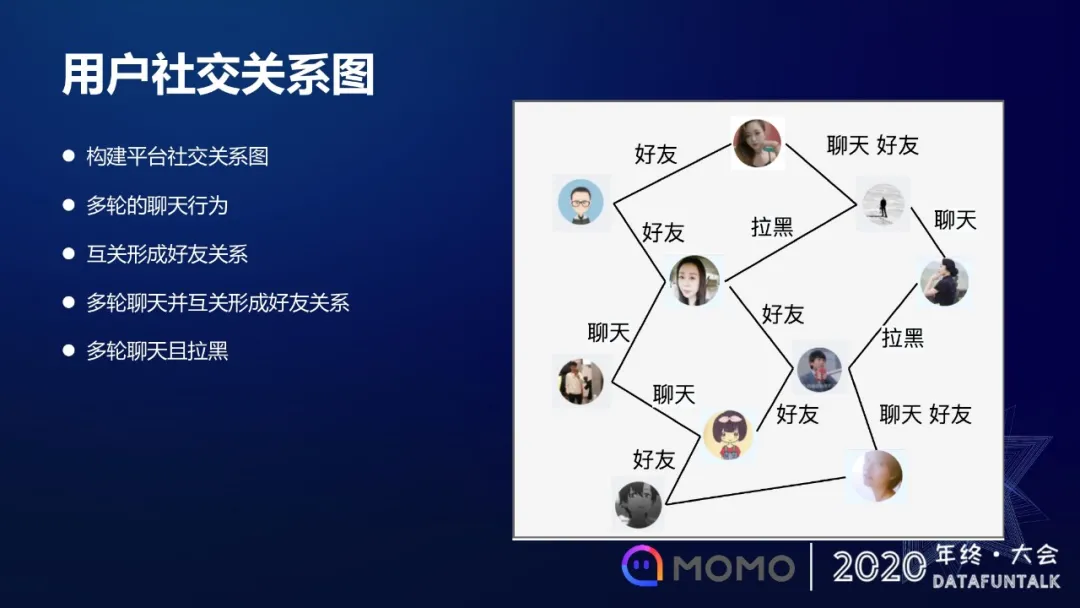 用户社交关系图
构建平台社交关系图
多轮的聊天行为
互关形成好友关系
多轮聊天并互关形成好友关系
多轮聊天且拉黑
好友
聊天 好友
好友
拉黑
聊天
好友
聊天
拉黑
聊天
好友
聊天 好友
好友
MOMO
2020
年终·大会
DATAFUNTALK